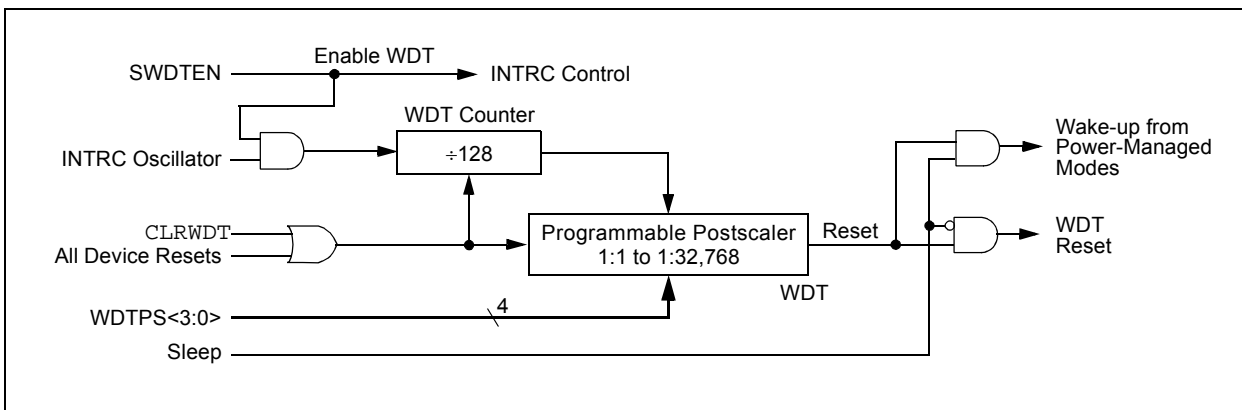 Enable WDT
SWDTEN
INTRC Control
WDT Counter
INTRC Oscillator
÷128
Wake-up from
Power-Managed
Modes
CLRWDT
All Device Resets
Programmable Postscaler
1:1 to 1:32,768
Reset
WDT
Reset
WDT
WDTPS<3:0>
4
Sleep